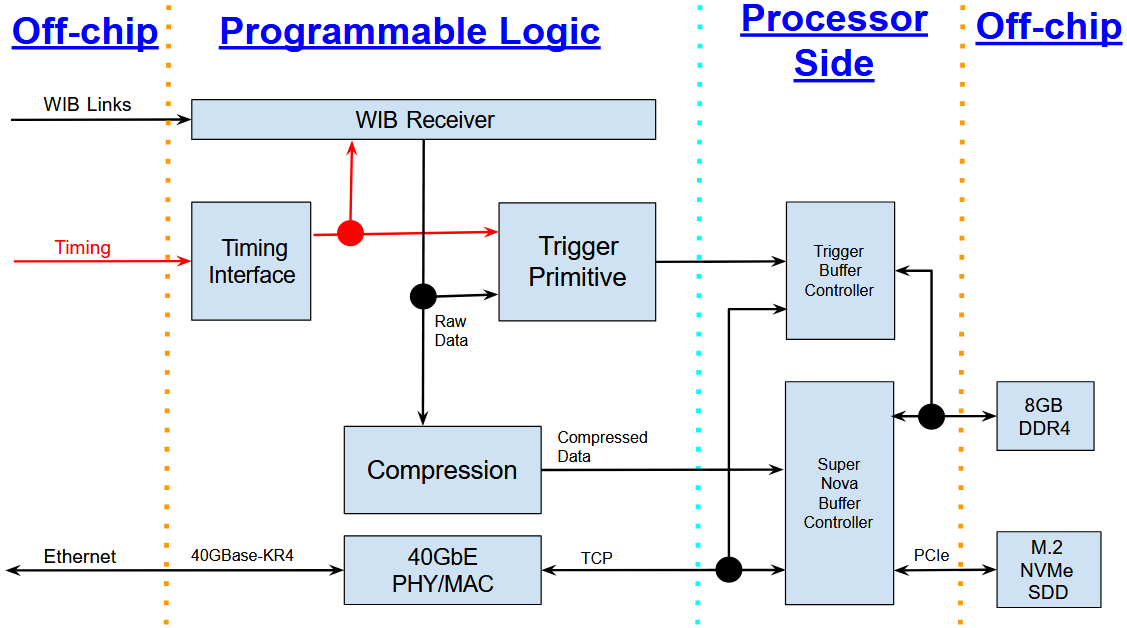 Off-chip
Programmable Logic
Processor
Side
Off-chip
WIB Links
WIB Receiver
Timing
Timing
Interface
Trigger
Primitive
Trigger
Buffer
Controller
Raw
Data
8GB
DDR4
Compression
Compressed
Data
Super
Nova
Buffer
Controller
Ethernet
40GBase-KR4
40GbE
PHY/MAC
TCP
PCIe
M.2
NVMe
SDD